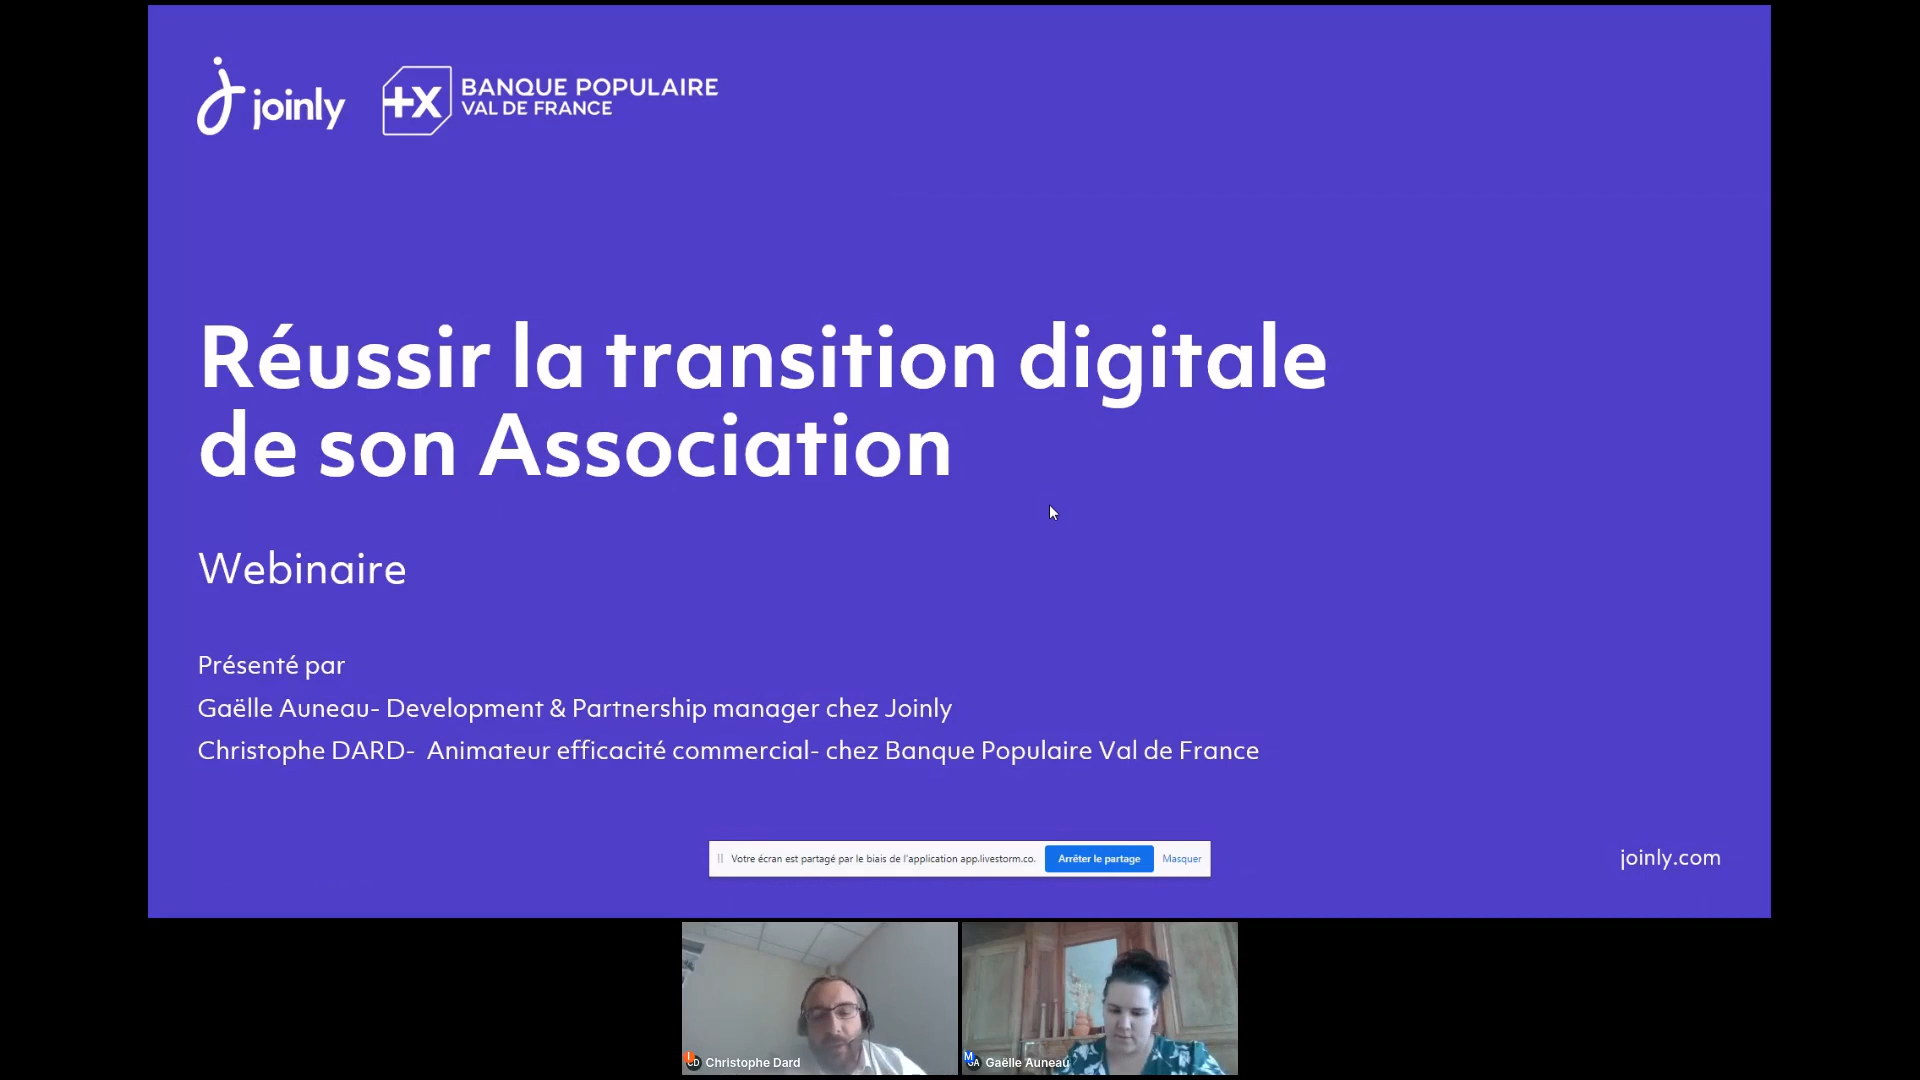 joinly
+X
BANQUE POPULAIRE
VAL DE FRANCE
Réussir la transition digitale
de son Association
Webinaire
Présenté par
Gaëlle Auneau- Development & Partnership manager chez Joinly
Christophe DARD-  Animateur efficacité commercial- chez Banque Populaire Val de France
Votre écran est partagé par le biais de l'application app.livestorm.co.
Arrêter le partage
Masquer
joinly.com
CD
Christophe Dard
M
GA
Gaëlle Auneau